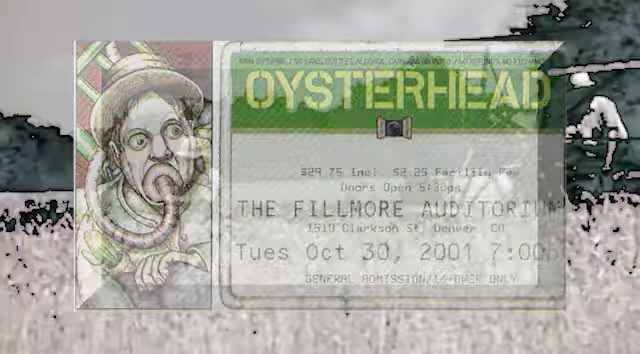 OYSTERHEAD
$29.75 Incl. $2.25 Facility Fee
Doors Open 5:30pm
THE FILLMORE AUDITORIUM
1510 Clarkson St, Denver, CO
Tues Oct 30, 2001 7:00p
GENERAL ADMISSION/16+OVER ONLY